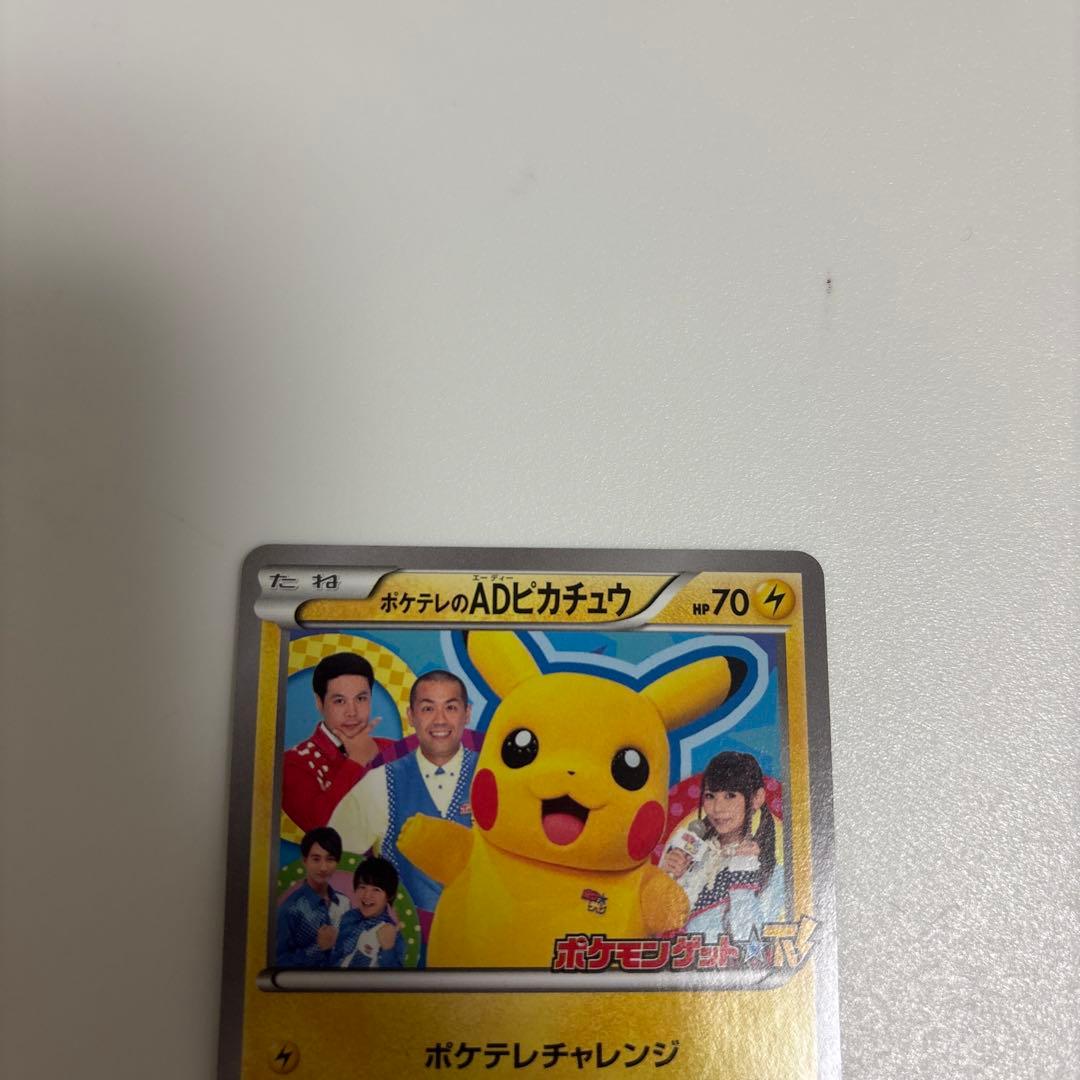 たね
エーディー
ポケテレのADピカチュウ
HP70
ポケモンゲット☆TV
ポケテレチャレンジ